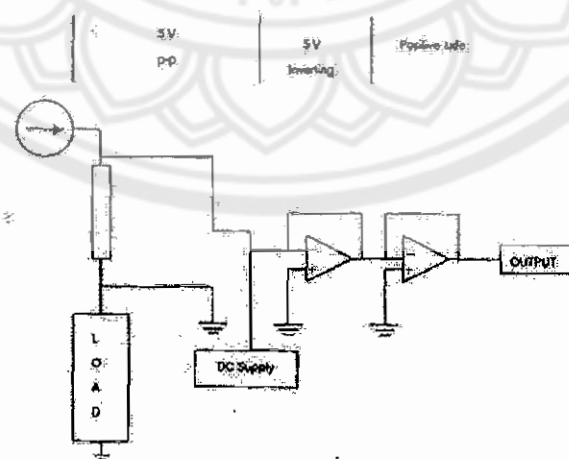 5V
p-p
5V
Inverting
Positive side
OUTPUT
DC Supply
L
O
A
D